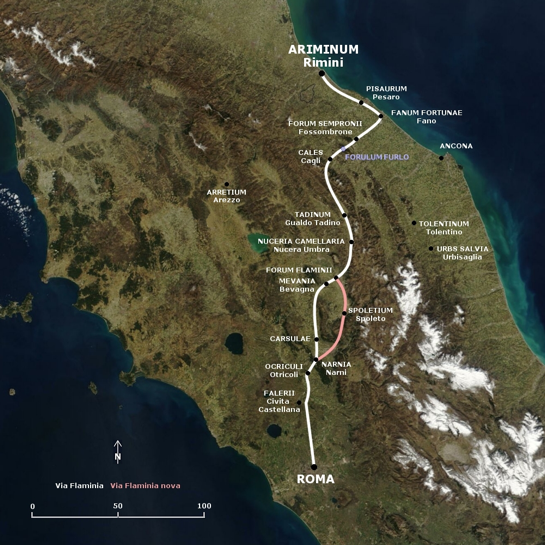 ARIMINUM
Rimini
PISAURUM
Pesaro
FANUM FORTUNAE
Fano
FORUM SEMPRONII
Fossombrone
ANCONA
CALES
Cagli
FORULUM FURLO
ARRETIUM
Arezzo
TADINUM
Gualdo Tadino
TOLENTINUM
Tolentino
NUCERIA CAMELLARIA
Nucera Umbra
URBS SALVIA
Urbisaglia
FORUM FLAMINII
MEVANIA
Bevagna
SPOLETIUM
Spoleto
CARSULAE
OCRICULI
Otricoli
NARNIA
Narni
FALERII
Civita
Castellana
N
ROMA
Via Flaminia Via Flaminia nova
0 50 100